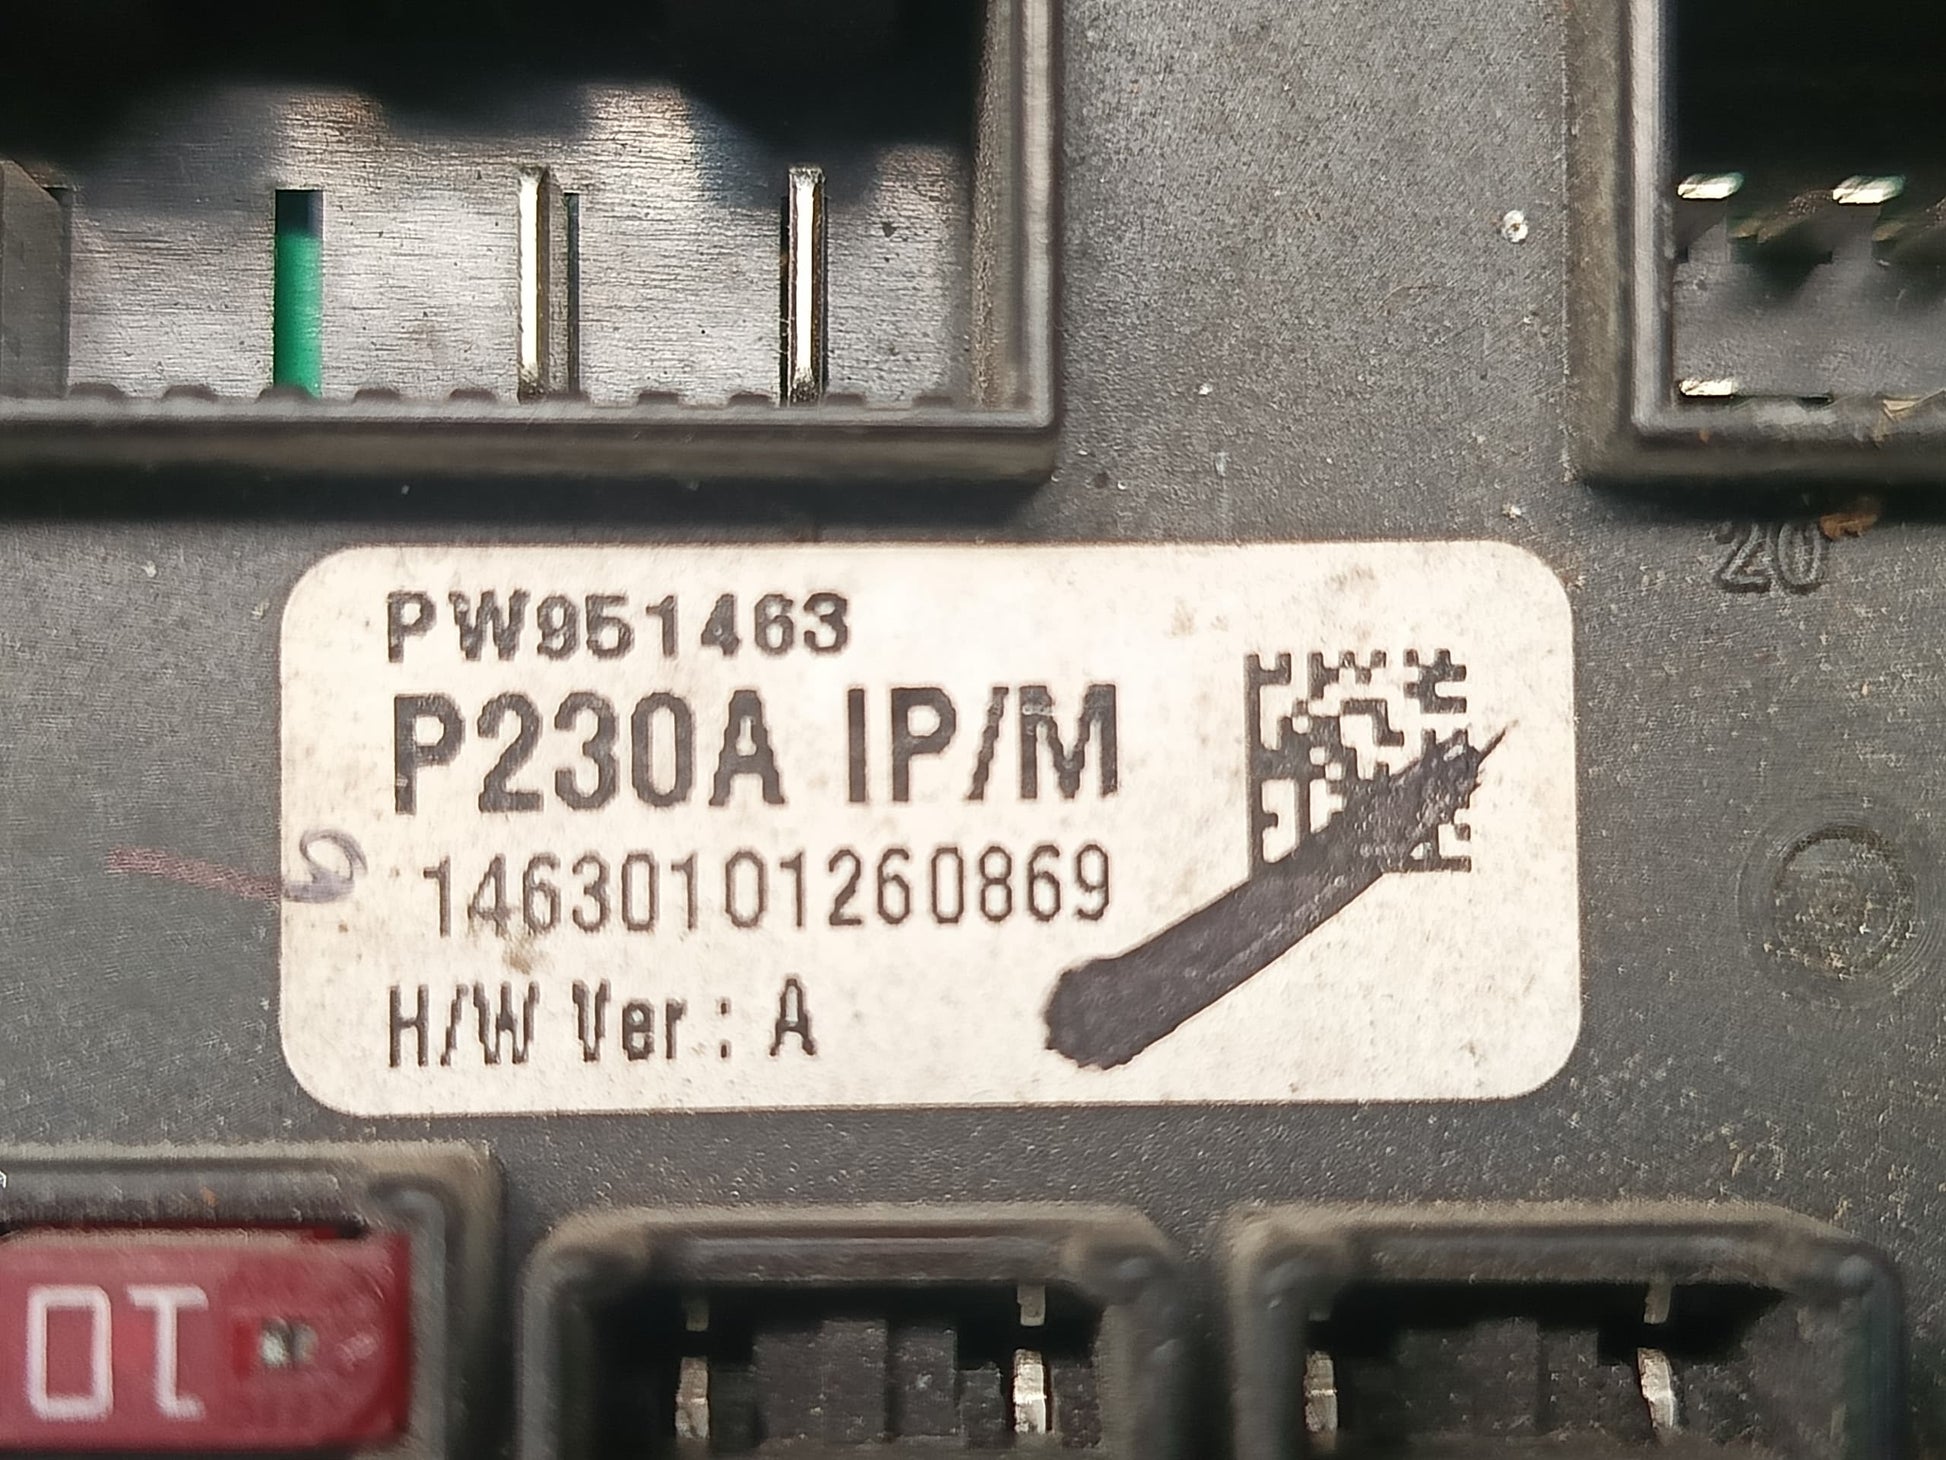 20
PW951463
P230A IP/M
14630101260869
H/W Ver : A
10